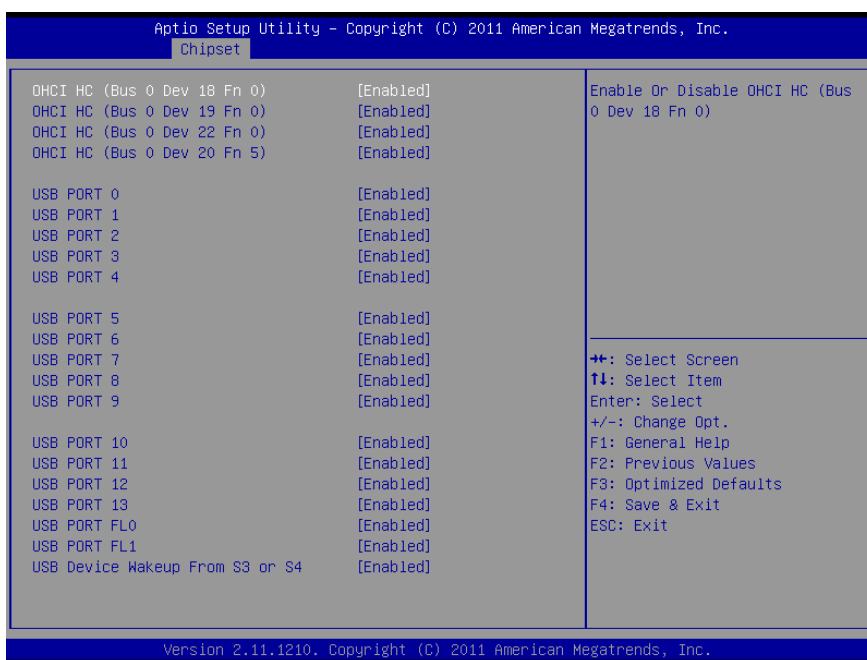 Aptio Setup Utility – Copyright (C) 2011 American Megatrends, Inc.
Chipset
OHCI HC (Bus 0 Dev 18 Fn 0) [Enabled]
OHCI HC (Bus 0 Dev 19 Fn 0) [Enabled]
OHCI HC (Bus 0 Dev 22 Fn 0) [Enabled]
OHCI HC (Bus 0 Dev 20 Fn 5) [Enabled]
USB PORT 0 [Enabled]
USB PORT 1 [Enabled]
USB PORT 2 [Enabled]
USB PORT 3 [Enabled]
USB PORT 4 [Enabled]
USB PORT 5 [Enabled]
USB PORT 6 [Enabled]
USB PORT 7 [Enabled]
USB PORT 8 [Enabled]
USB PORT 9 [Enabled]
USB PORT 10 [Enabled]
USB PORT 11 [Enabled]
USB PORT 12 [Enabled]
USB PORT 13 [Enabled]
USB PORT FL0 [Enabled]
USB PORT FL1 [Enabled]
USB Device Wakeup From S3 or S4 [Enabled]
Enable Or Disable OHCI HC (Bus
0 Dev 18 Fn 0)
→←: Select Screen
↑↓: Select Item
Enter: Select
+/-: Change Opt.
F1: General Help
F2: Previous Values
F3: Optimized Defaults
F4: Save & Exit
ESC: Exit
Version 2.11.1210. Copyright (C) 2011 American Megatrends, Inc.